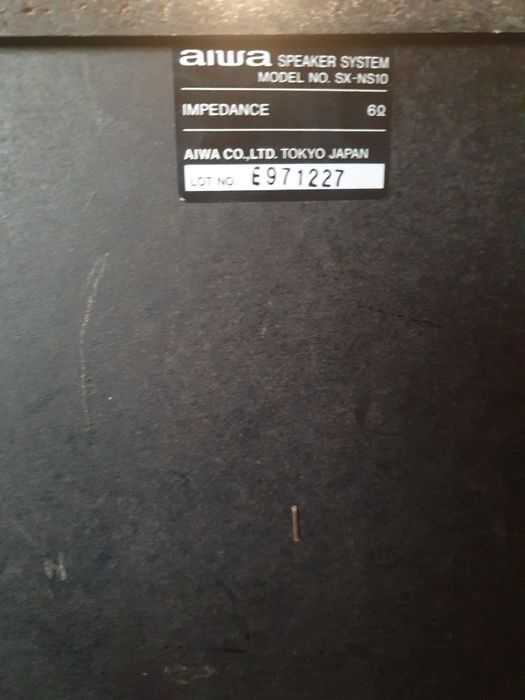 aiwa SPEAKER SYSTEM
MODEL NO. SX-NS10
IMPEDANCE 6Ω
AIWA CO.,LTD. TOKYO JAPAN
LOT NO. E971227